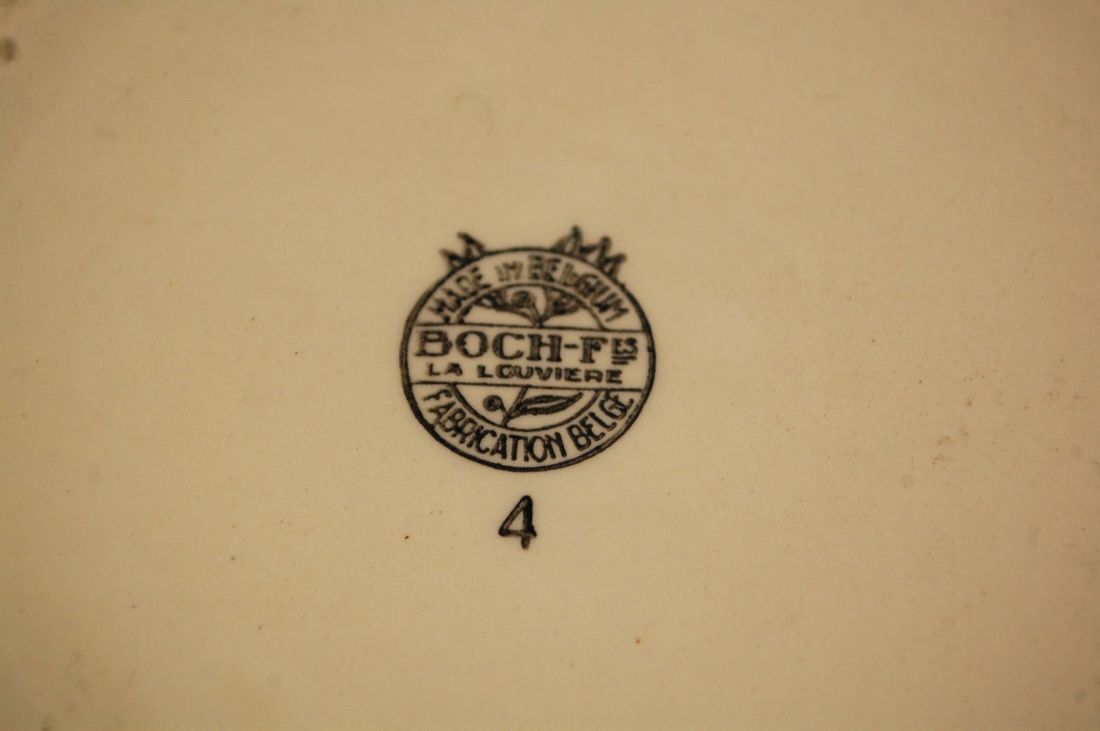 MADE IN BELGIUM
BOCH-FES
LA LOUVIERE
FABRICATION BELGE
4